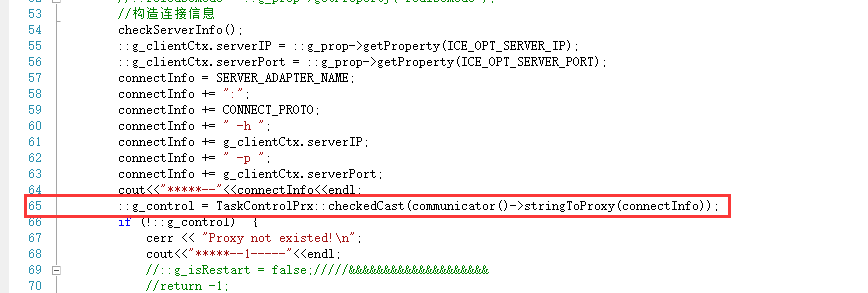 53 //构造连接信息
54 checkServerInfo();
55 ::g_clientCtx.serverIP = ::g_prop->getProperty(ICE_OPT_SERVER_IP);
56 ::g_clientCtx.serverPort = ::g_prop->getProperty(ICE_OPT_SERVER_PORT);
57 connectInfo = SERVER_ADAPTER_NAME;
58 connectInfo += ":";
59 connectInfo += CONNECT_PROTO;
60 connectInfo += " -h ";
61 connectInfo += g_clientCtx.serverIP;
62 connectInfo += " -p ";
63 connectInfo += g_clientCtx.serverPort;
64 cout<<"*****--"<<connectInfo<<endl;
65 ::g_control = TaskControlPrx::checkedCast(communicator()->stringToProxy(connectInfo));
66 if (!::g_control) {
67 cerr << "Proxy not existed!\n";
68 cout<<"*****--1-----"<<endl;
69 //::g_isRestart = false;/////&&&&&&&&&&&&&&&&&&&&
70 //return -1;